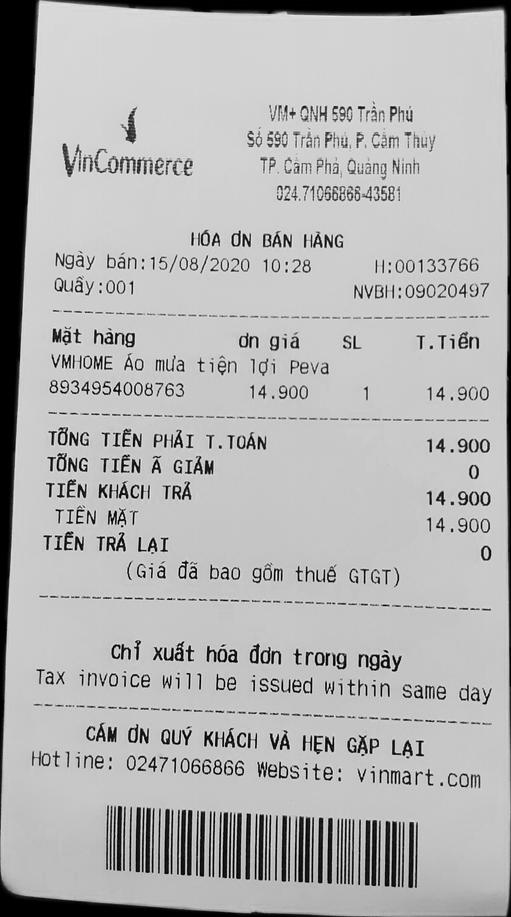 VinCommerce
VM+ QNH 590 Trần Phú
Số 590 Trần Phú, P. Cẩm Thủy
TP. Cẩm Phả, Quảng Ninh
024.71066866-43581
HÓA ƠN BÁN HÀNG
Ngày bán:15/08/2020 10:28 H:00133766
Quầy:001 NVBH:09020497
Mặt hàng ơn giá SL T.Tiền
VMHOME Áo mưa tiện lợi Peva
8934954008763 14.900 1 14.900
TỔNG TIỀN PHẢI T.TOÁN 14.900
TỔNG TIỀN Ã GIẢM 0
TIỀN KHÁCH TRẢ 14.900
TIỀN MẶT 14.900
TIỀN TRẢ LẠI 0
(Giá đã bao gồm thuế GTGT)
Chỉ xuất hóa đơn trong ngày
Tax invoice will be issued within same day
CÁM ƠN QUÝ KHÁCH VÀ HẸN GẶP LẠI
Hotline: 02471066866 Website: vinmart.com